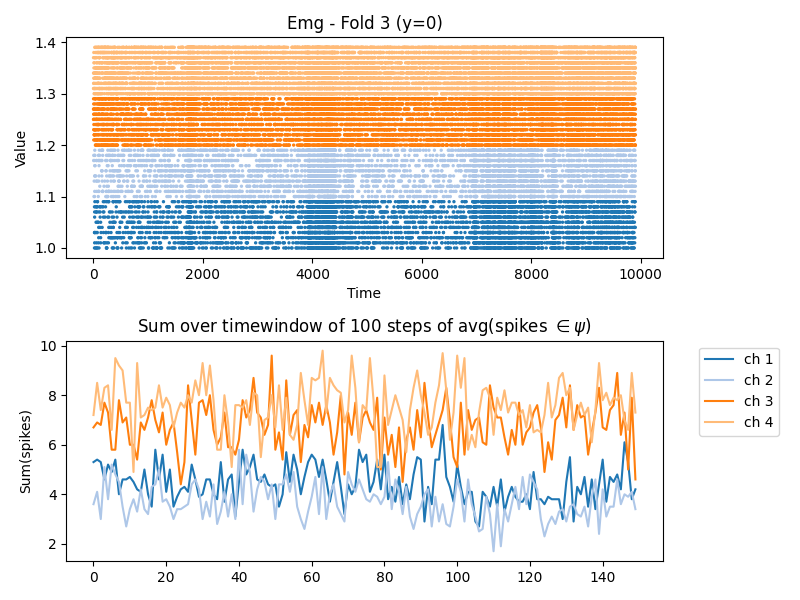 Emg - Fold 3 (y=0)
Value
1.4
1.3
1.2
1.1
1.0
0
2000
4000
6000
8000
10000
Time
Sum over timewindow of 100 steps of avg(spikes ∈ ψ)
Sum(spikes)
10
8
6
4
2
0
20
40
60
80
100
120
140
ch 1
ch 2
ch 3
ch 4